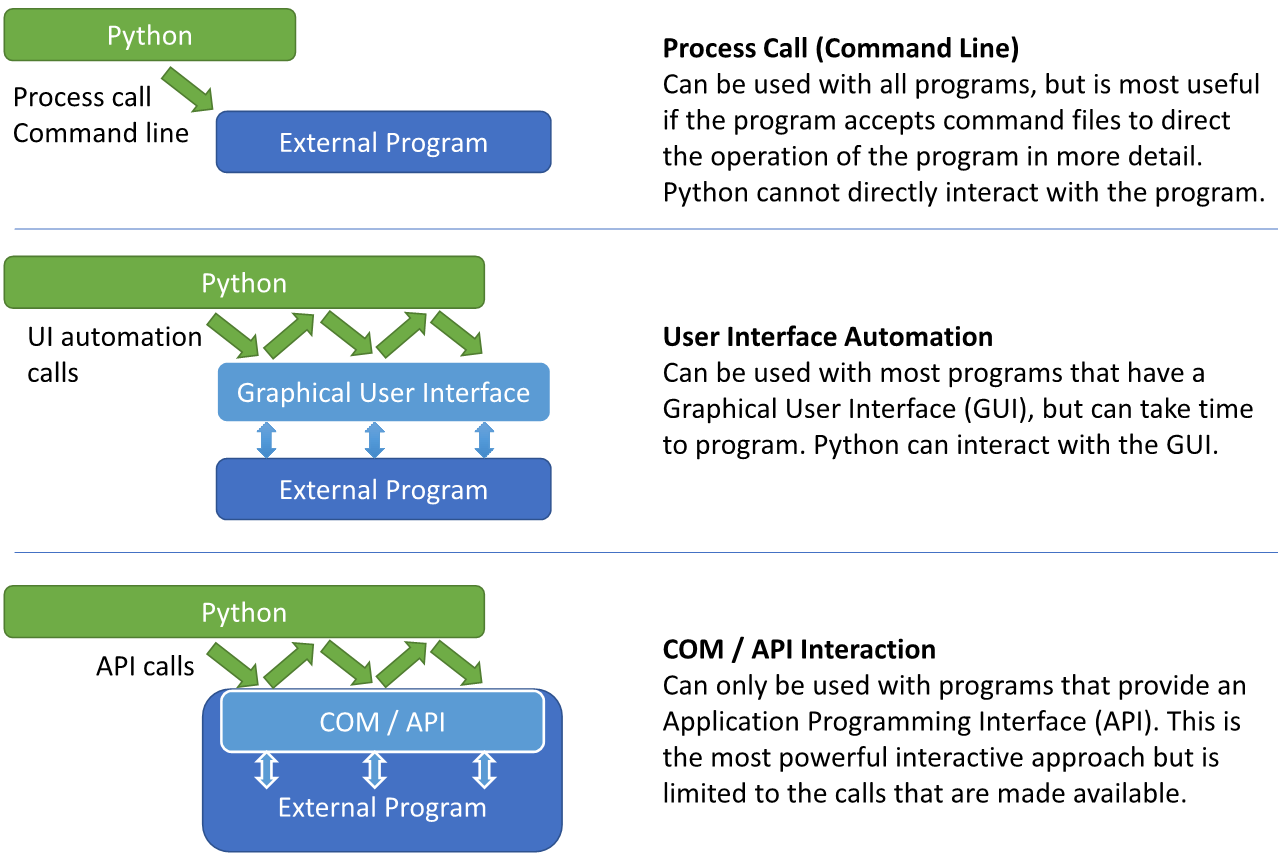 Python
Process call
Command line
External Program
Process Call (Command Line)
Can be used with all programs, but is most useful
if the program accepts command files to direct
the operation of the program in more detail.
Python cannot directly interact with the program.
Python
UI automation
calls
Graphical User Interface
External Program
User Interface Automation
Can be used with most programs that have a
Graphical User Interface (GUI), but can take time
to program. Python can interact with the GUI.
Python
API calls
COM / API
External Program
COM / API Interaction
Can only be used with programs that provide an
Application Programming Interface (API). This is
the most powerful interactive approach but is
limited to the calls that are made available.